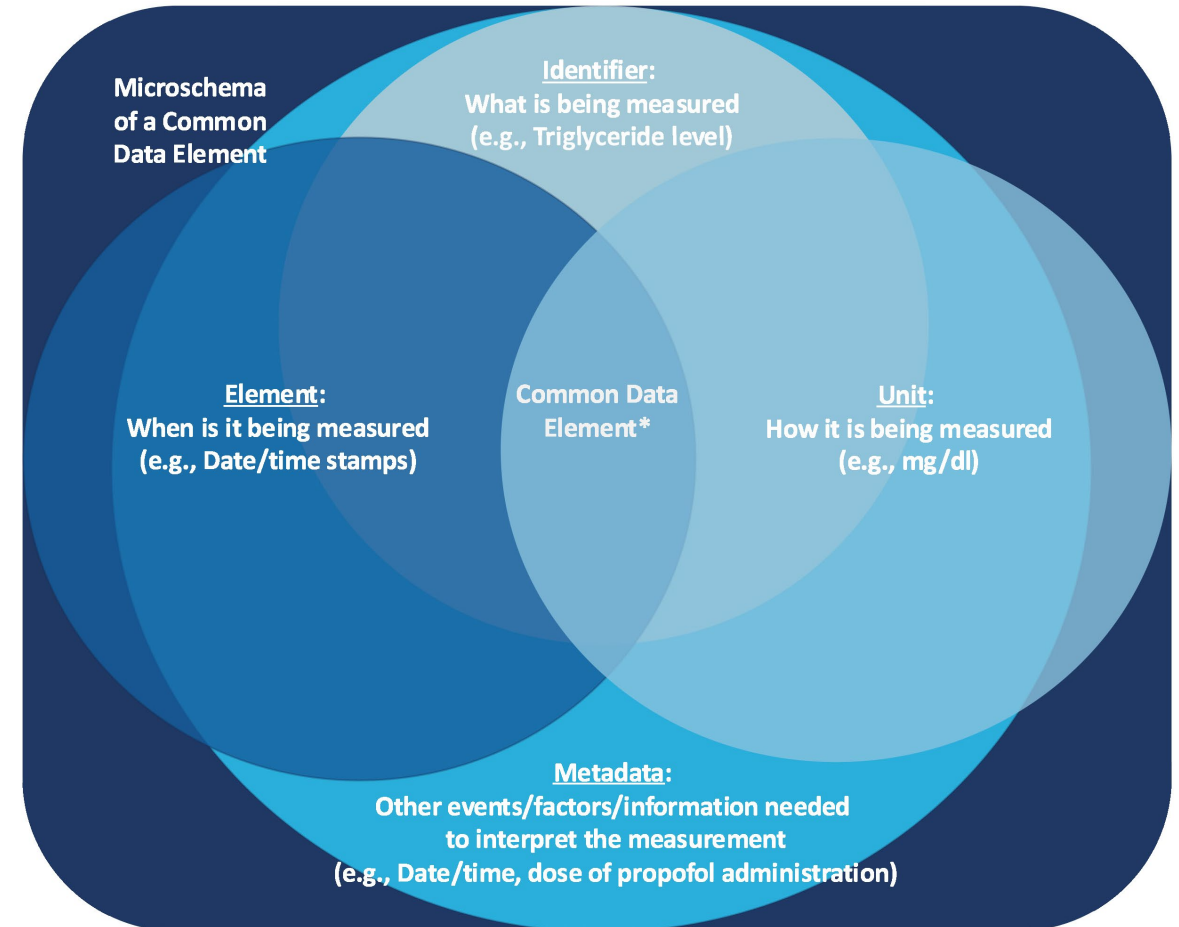 Microschema
of a Common
Data Element
Identifier:
What is being measured
(e.g., Triglyceride level)
Element:
When is it being measured
(e.g., Date/time stamps)
Common Data
Element*
Unit:
How it is being measured
(e.g., mg/dl)
Metadata:
Other events/factors/information needed
to interpret the measurement
(e.g., Date/time, dose of propofol administration)